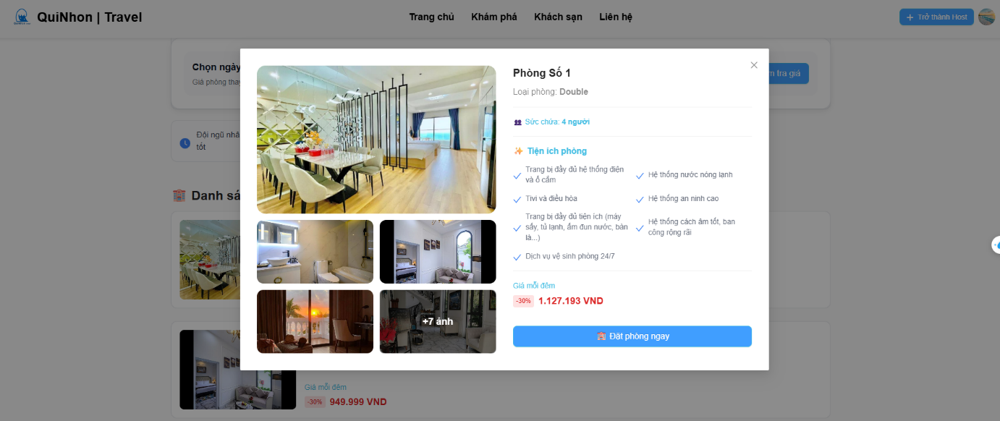 QuiNhon | Travel
Trang chủ
Khám phá
Khách sạn
Liên hệ
+ Trở thành Host
Chọn ngày
Giá phòng thay
m tra giá
Đội ngũ nhâ
tốt
Danh sá
Phòng Số 1
Loại phòng: Double
Sức chứa: 4 người
Tiện ích phòng
Trang bị đầy đủ hệ thống điện
và ổ cắm
Hệ thống nước nóng lạnh
Tivi và điều hòa
Hệ thống an ninh cao
Trang bị đầy đủ tiện ích (máy
sấy, tủ lạnh, ấm đun nước, bàn
là...)
Hệ thống cách âm tốt, ban
công rộng rãi
Dịch vụ vệ sinh phòng 24/7
Giá mỗi đêm
-30% 1.127.193 VND
+7 ảnh
Đặt phòng ngay
Giá mỗi đêm
-30% 949.999 VND